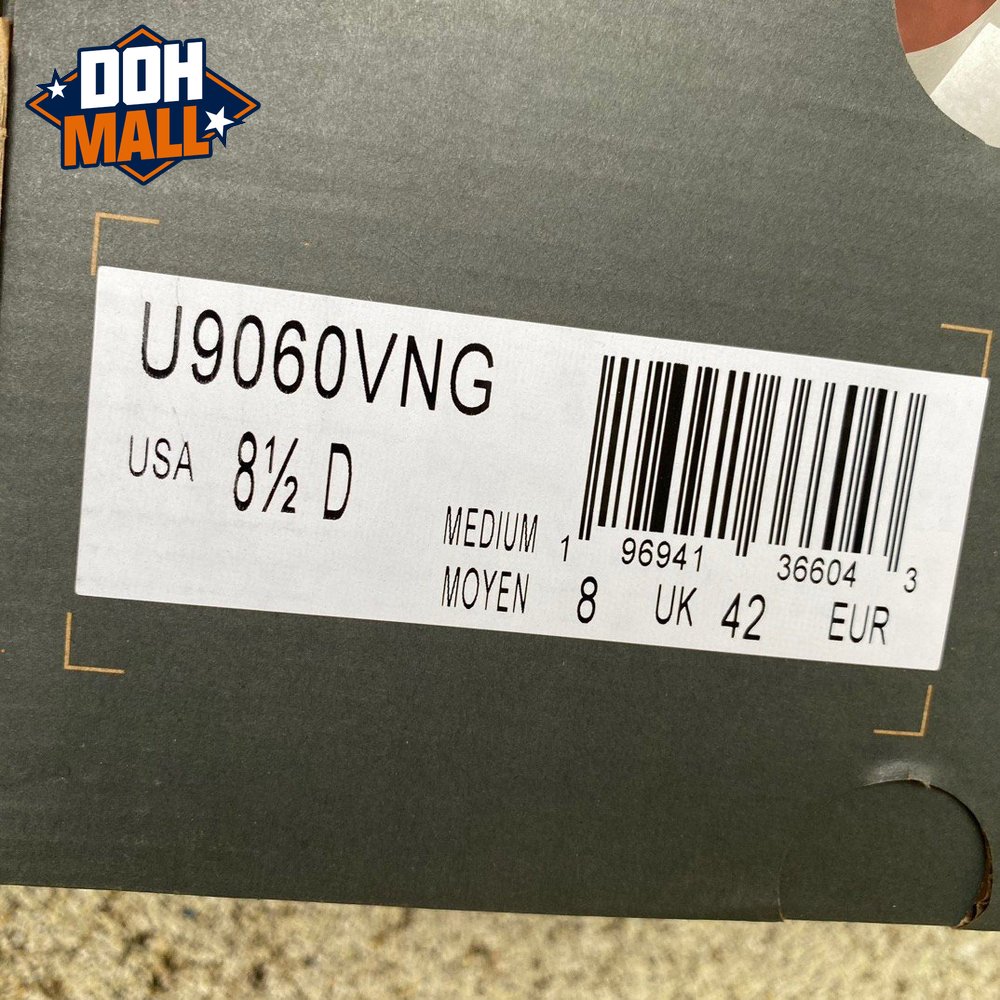 DOH
MALL
U9060VNG
USA 8½ D
MEDIUM
MOYEN
1 96941 36604 3
8 UK 42 EUR